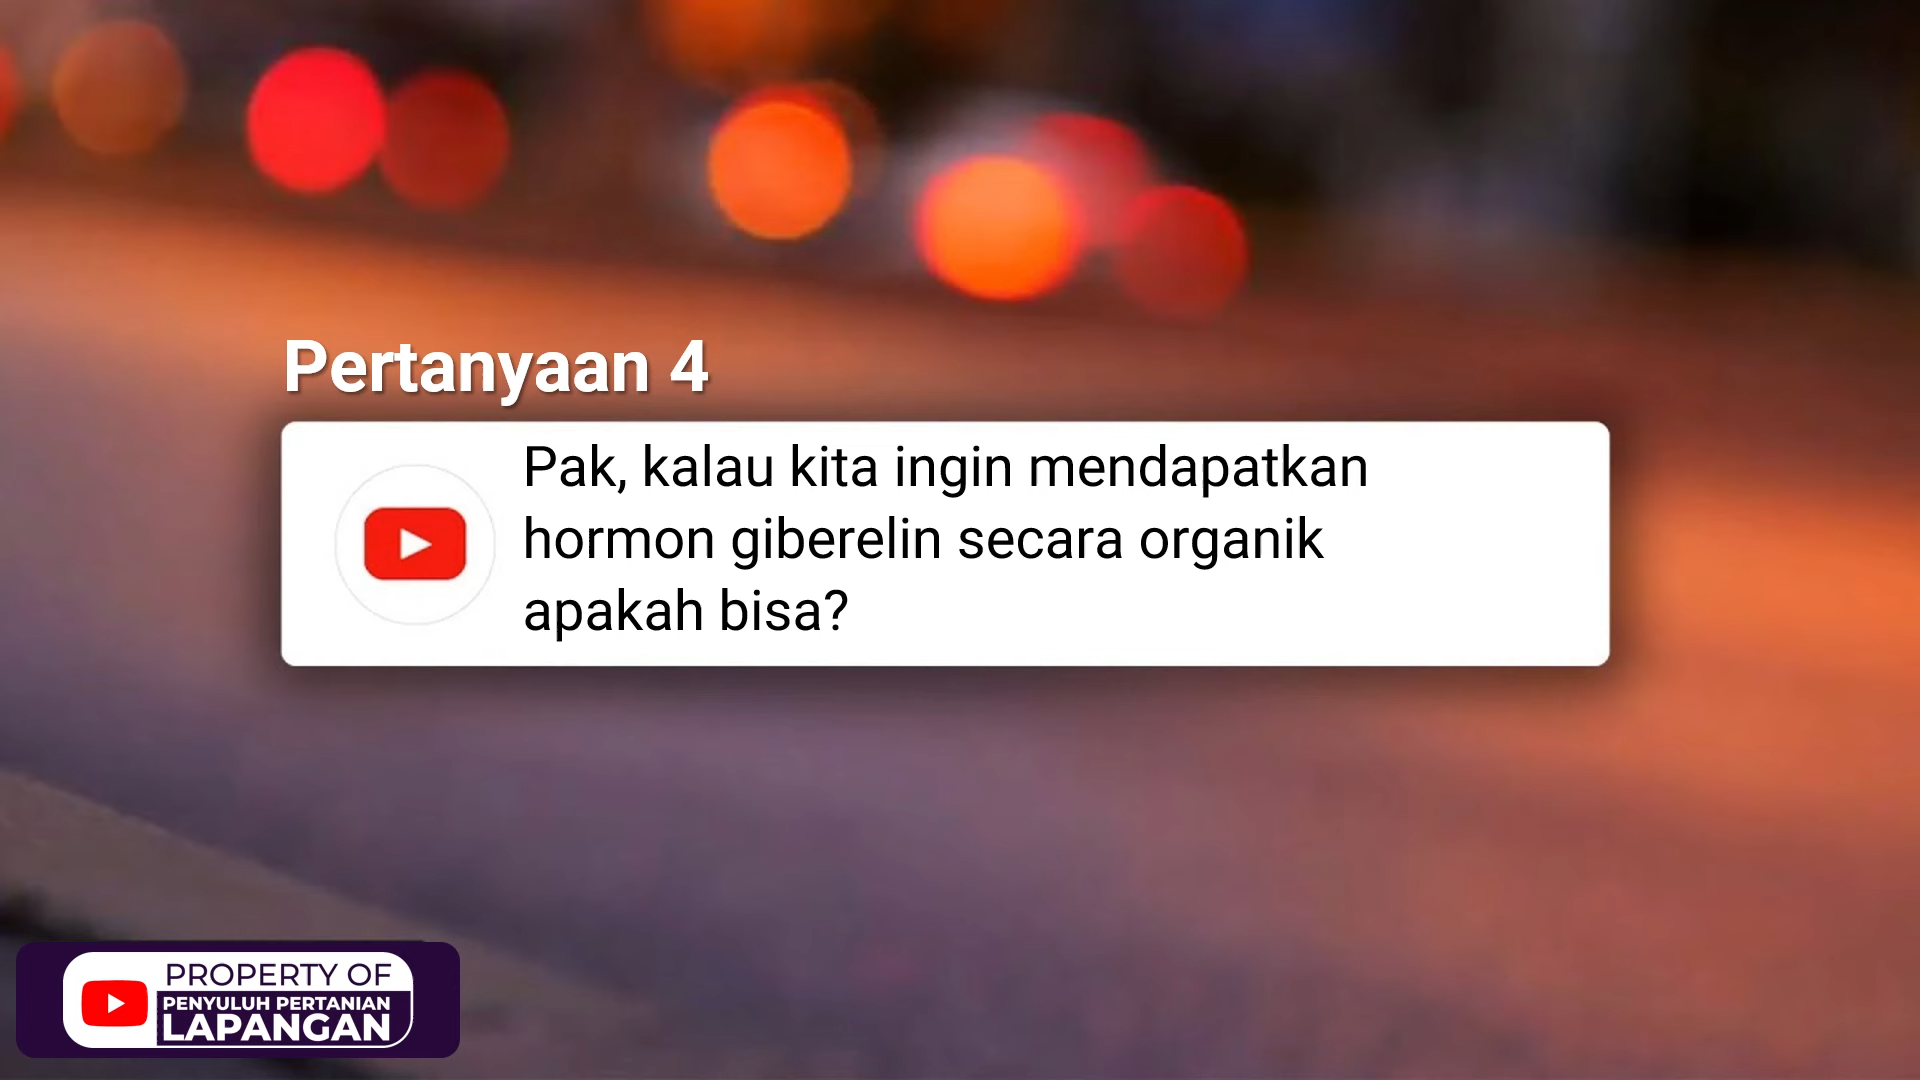 Pertanyaan 4
Pak, kalau kita ingin mendapatkan
hormon giberelin secara organik
apakah bisa?
PROPERTY OF
PENYULUH PERTANIAN
LAPANGAN